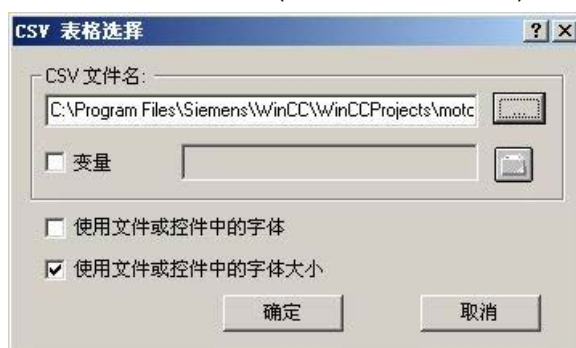 CSV 表格选择
CSV 文件名:
C:\Program Files\Siemens\WinCC\WinCCProjects\motc
变量
使用文件或控件中的字体
使用文件或控件中的字体大小
确定 取消